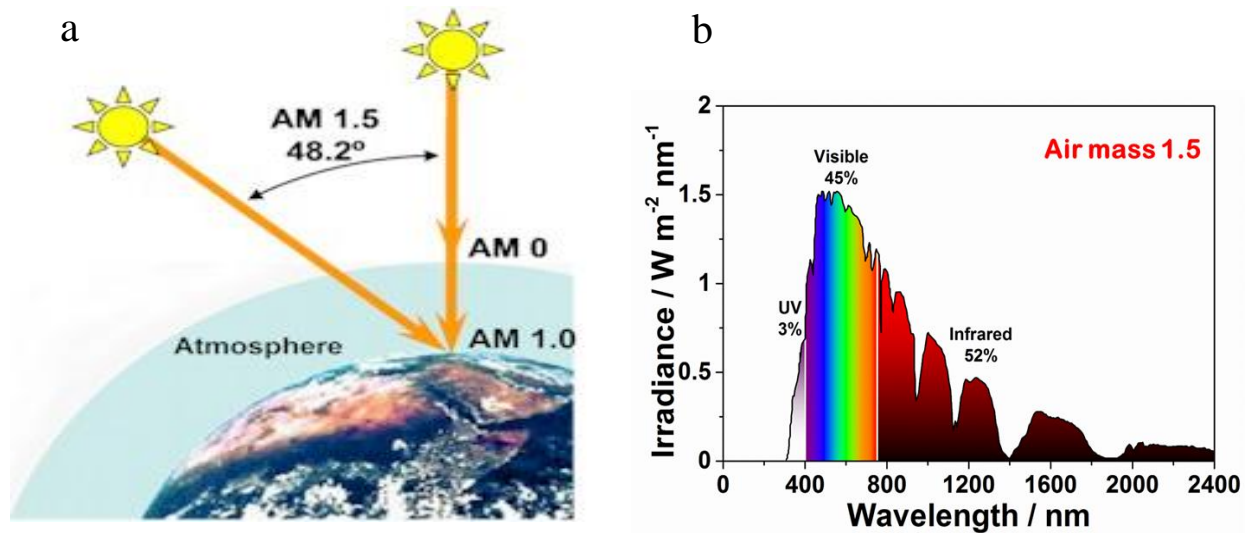 a
AM 1.5
48.2º
AM 0
Atmosphere
AM 1.0
b
2
1.5
1
0.5
0
Irradiance / W m⁻² nm⁻¹
Air mass 1.5
Visible
45%
UV
3%
Infrared
52%
0 400 800 1200 1600 2000 2400
Wavelength / nm